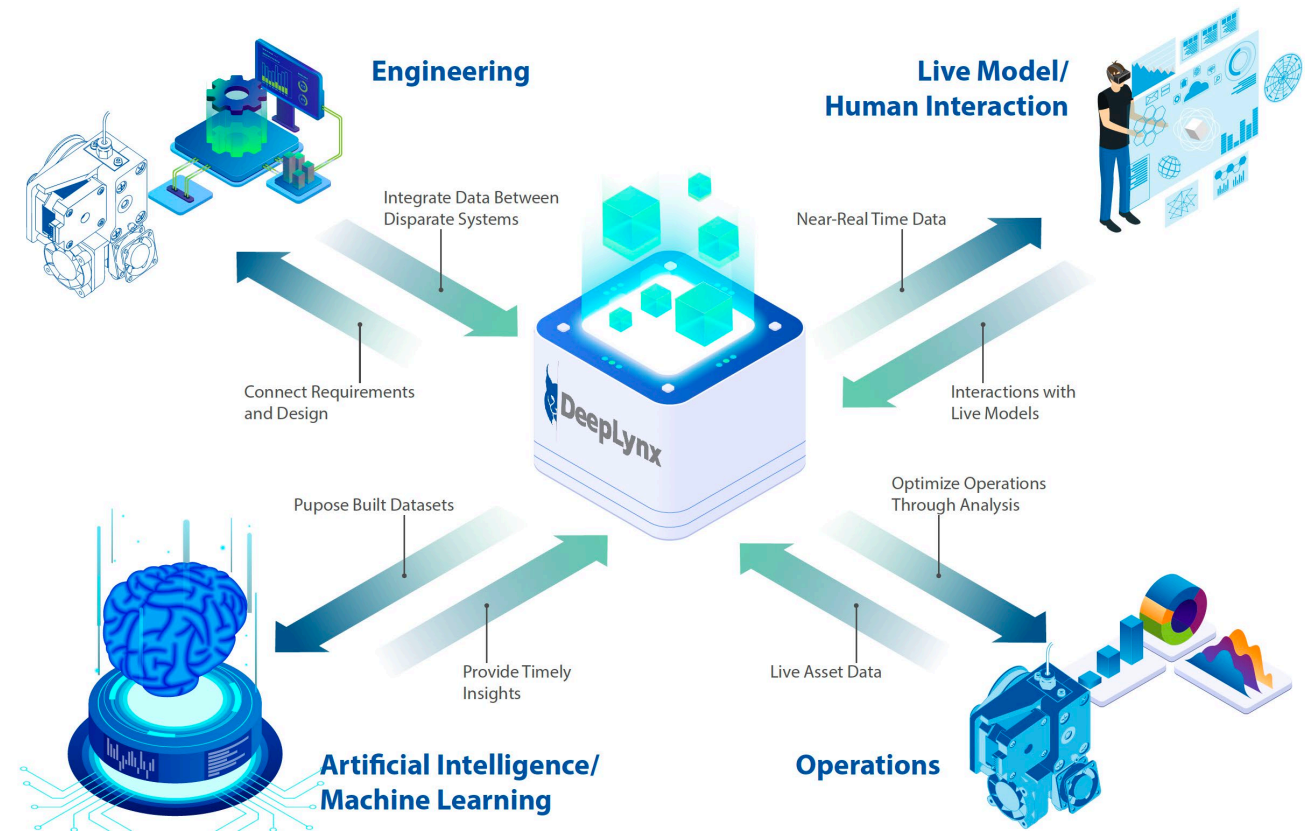 Engineering
Live Model/
Human Interaction
Integrate Data Between
Disparate Systems
Near-Real Time Data
Connect Requirements
and Design
Interactions with
Live Models
DeepLynx
Pupose Built Datasets
Optimize Operations
Through Analysis
Provide Timely
Insights
Live Asset Data
Artificial Intelligence/
Machine Learning
Operations